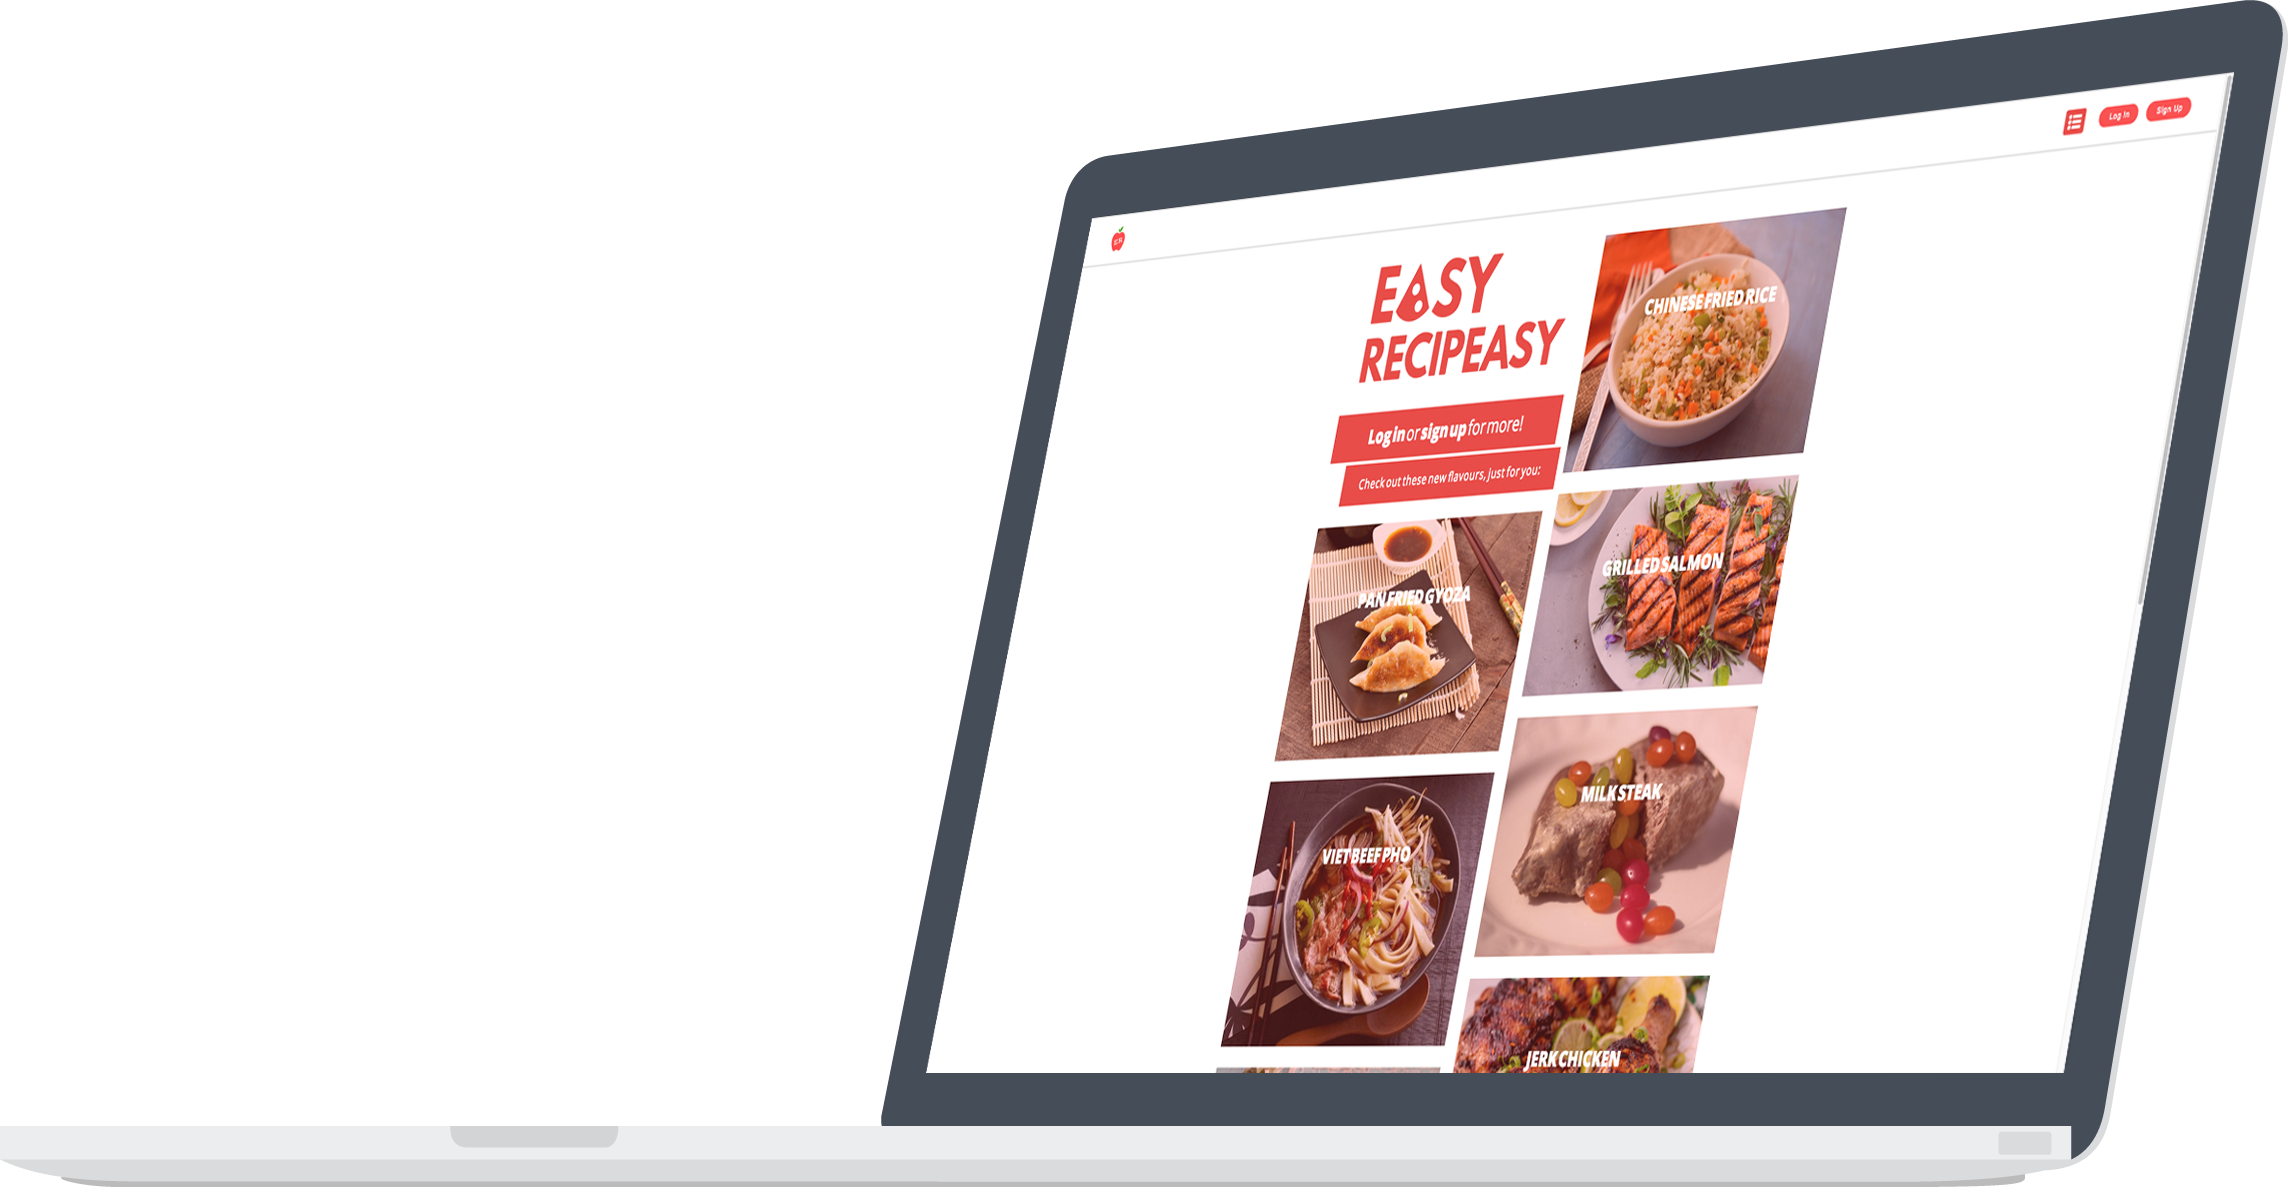 Log In
Sign Up
EASY
RECIPEASY
Log in or sign up for more!
Check out these new flavours, just for you:
CHINESE FRIED RICE
GRILLED SALMON
PAN FRIED GYOZA
MILK STEAK
VIET BEEF PHO
JERK CHICKEN